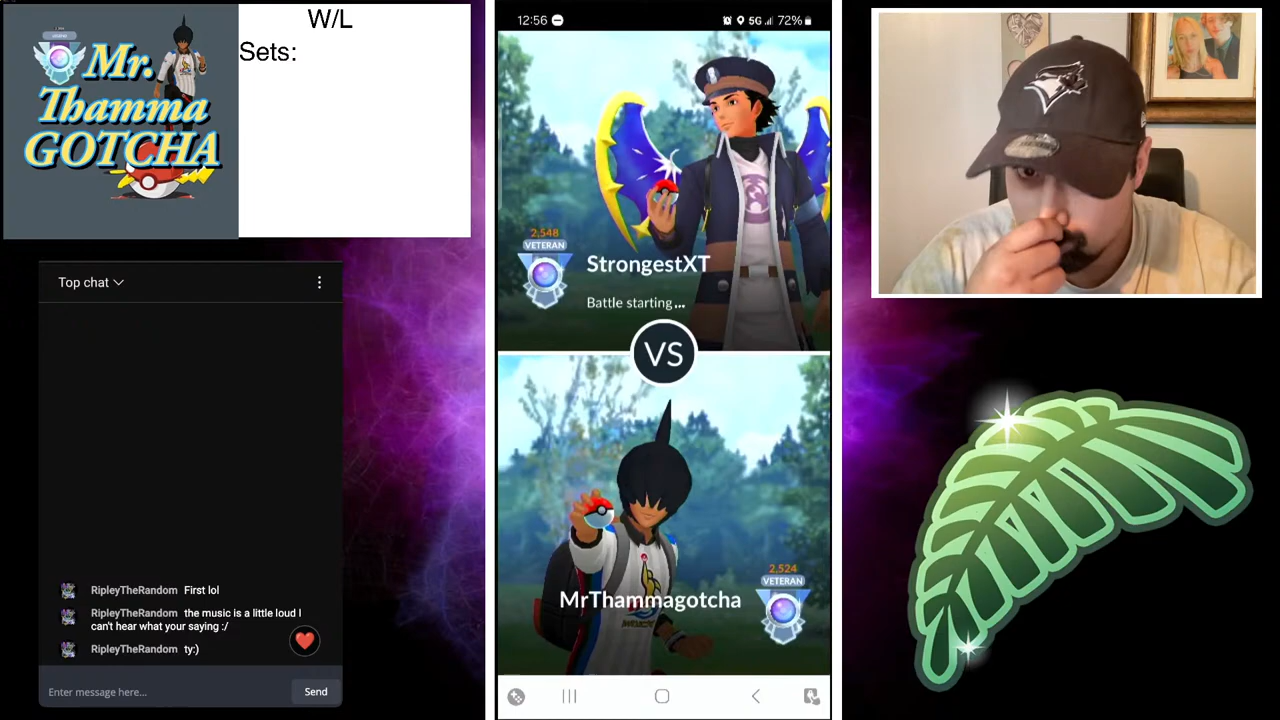 Mr.
Thamma
GOTCHA
W/L
Sets:
Top chat
RipleyTheRandom First lol
RipleyTheRandom the music is a little loud I
can't hear what your saying :/
RipleyTheRandom ty:)
Enter message here...
Send
12:56
5G
72%
2,548
VETERAN
StrongestXT
Battle starting...
VS
2,524
VETERAN
MrThammagotcha